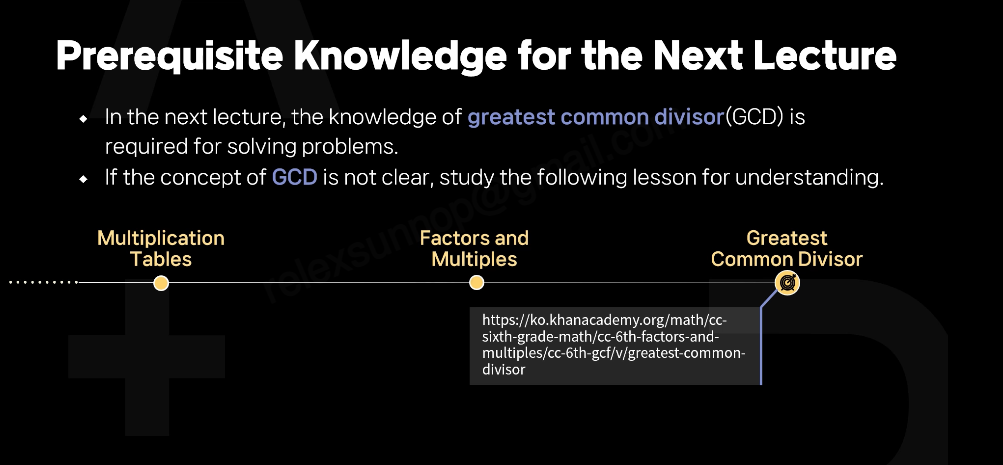 Prerequisite Knowledge for the Next Lecture
In the next lecture, the knowledge of greatest common divisor(GCD) is
required for solving problems.
If the concept of GCD is not clear, study the following lesson for understanding.
Multiplication
Tables
Factors and
Multiples
Greatest
Common Divisor
https://ko.khanacademy.org/math/cc-
sixth-grade-math/cc-6th-factors-and-
multiples/cc-6th-gcf/v/greatest-common-
divisor
relexsunnop@gmail.com